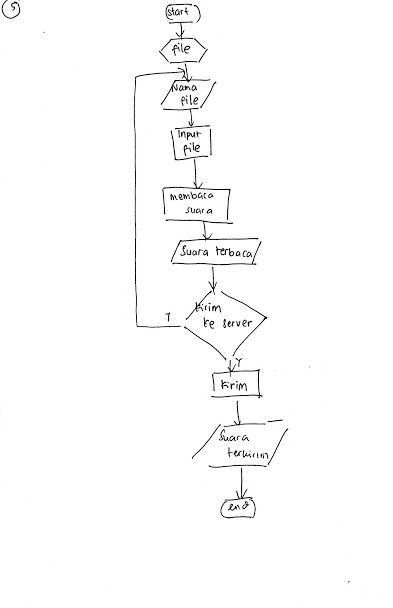 5
start
file
Nama
file
Input
file
membaca
suara
Suara terbaca
kirim
ke server
T
Y
kirim
Suara
terkirim
end